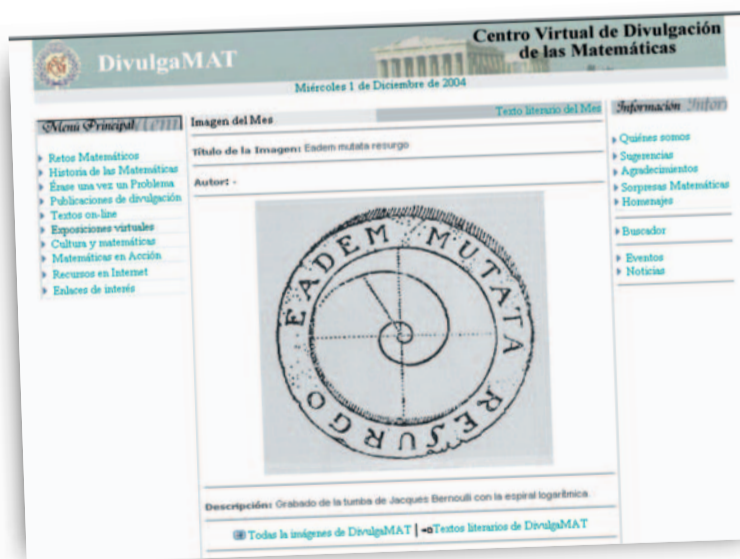 DivulgaMAT
Centro Virtual de Divulgación
de las Matemáticas
Miércoles 1 de Diciembre de 2004
Menú Principal
Retos Matemáticos
Historia de las Matemáticas
Érase una vez un Problema
Publicaciones de divulgación
Textos on-line
Exposiciones virtuales
Cultura y matemáticas
Matemáticas en Acción
Recursos en Internet
Enlaces de interés
Imagen del Mes
Texto literario del Mes
Título de la Imagen: Eadem mutata resurgo
Autor: -
EADEM MUTATA RESURGO
Descripción: Grabado de la tumba de Jacques Bernoulli con la espiral logarítmica
Todas la imágenes de DivulgaMAT | Textos literarios de DivulgaMAT
Información
Quiénes somos
Sugerencias
Agradecimientos
Sorpresas Matemáticas
Homenajes
Buscador
Eventos
Noticias